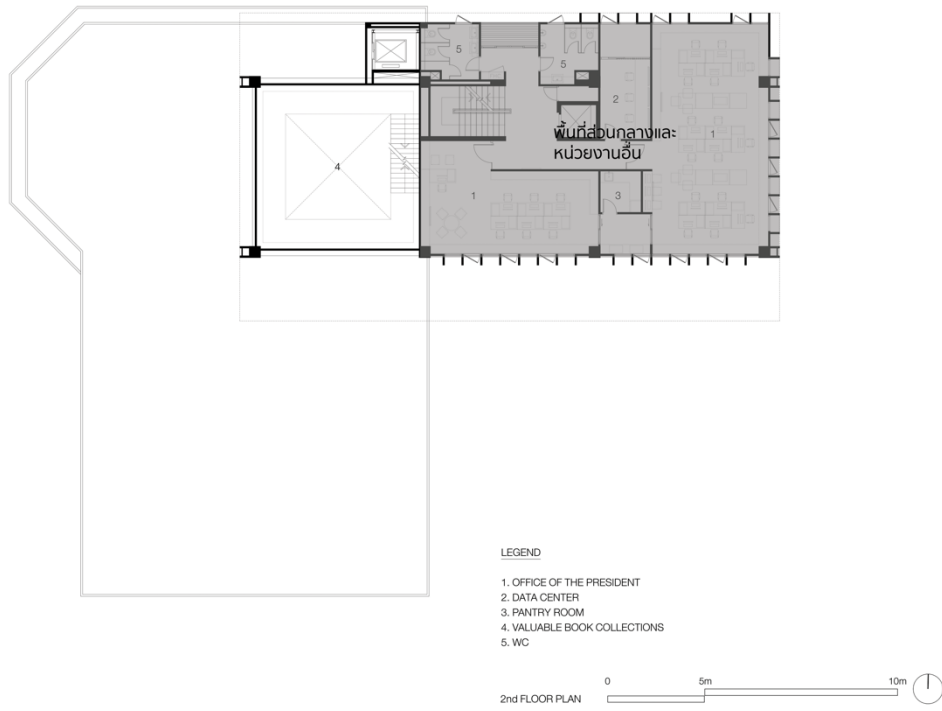 5
5
2
พื้นที่ส่วนกลางและ
หน่วยงานอื่น
1
4
1
3
LEGEND
1. OFFICE OF THE PRESIDENT
2. DATA CENTER
3. PANTRY ROOM
4. VALUABLE BOOK COLLECTIONS
5. WC
0 5m 10m
2nd FLOOR PLAN